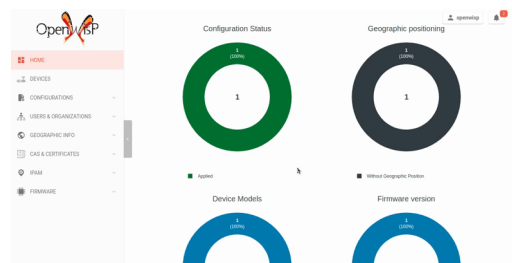 OpenWISP
openwisp
2
HOME
DEVICES
CONFIGURATIONS
USERS & ORGANIZATIONS
GEOGRAPHIC INFO
CAS & CERTIFICATES
IPAM
FIRMWARE
Configuration Status
1
(100%)
1
Applied
Geographic positioning
1
(100%)
1
Without Geographic Position
Device Models
1
(100%)
Firmware version
1
(100%)